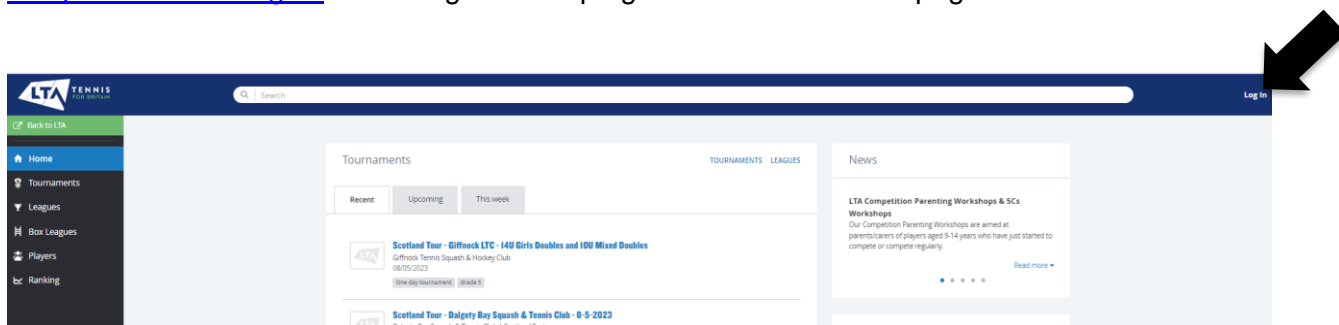 LTA TENNIS
FOR BRITAIN
Search
Log In
Back to LTA
Home
Tournaments
Leagues
Box Leagues
Players
Ranking
Tournaments
TOURNAMENTS LEAGUES
Recent Upcoming This week
Scotland Tour - Giffnock LTC - 14U Girls Doubles and 10U Mixed Doubles
Giffnock Tennis Squash & Hockey Club
08/05/2023
One day tournament Grade 5
Scotland Tour - Dalgety Bay Squash & Tennis Club - 8-5-2023
News
LTA Competition Parenting Workshops & 5Cs
Workshops
Our Competition Parenting Workshops are aimed at
parents/carers of players aged 9-14 years who have just started to
compete or compete regularly.
Read more